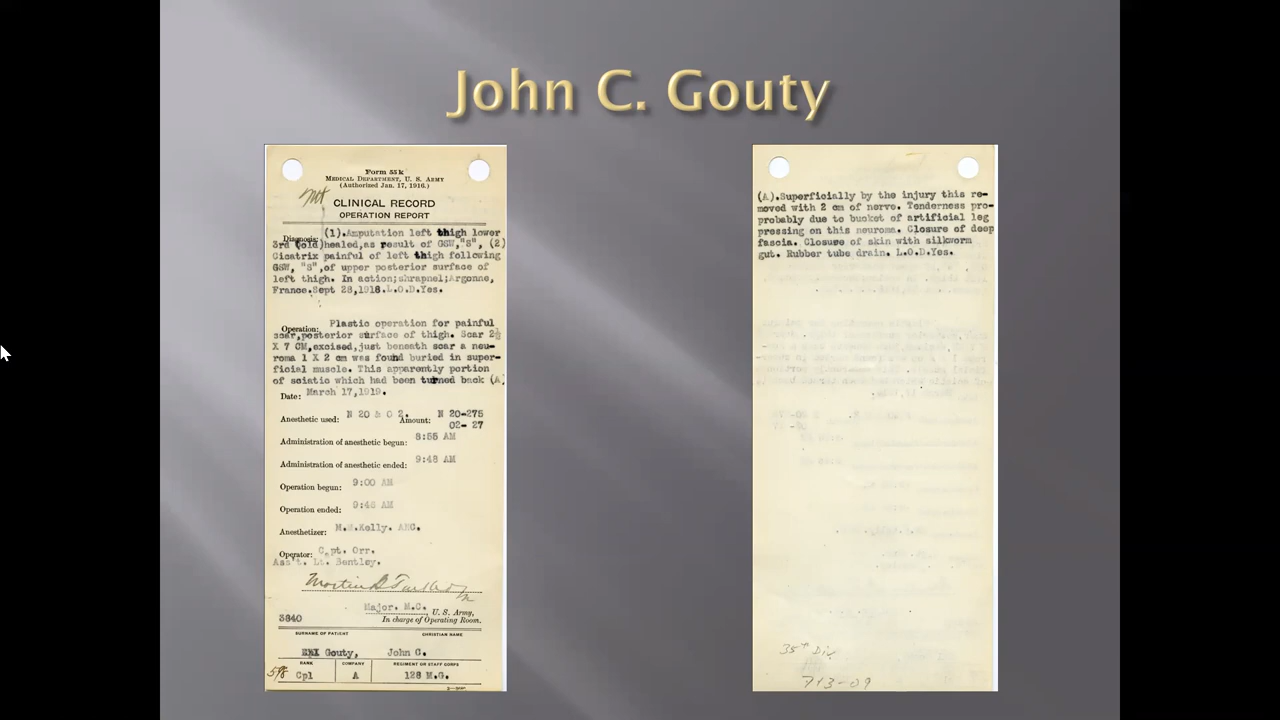 John C. Gouty
Form 55 k
MEDICAL DEPARTMENT, U. S. ARMY
(Authorized Jan. 17, 1916.)
CLINICAL RECORD
OPERATION REPORT
Diagnosis: (1).Amputation left thigh lower
3rd (old)healed,as result of GSW,"S", (2)
Cicatrix painful of left thigh following
GSW, "S",of upper posterior surface of
left thigh. In action;shrapnel;Argonne,
France.Sept 28,1918.L.O.D.Yes.
Operation: Plastic operation for painful
scar,posterior surface of thigh. Scar 2½
X 7 CM,excised,just beneath scar a neu-
roma 1 X 2 cm was found buried in super-
ficial muscle. This apparently portion
of sciatic which had been turned back (A)
Date: March 17,1919.
Anesthetic used: N 20 & O 2. Amount: N 20-275
02- 27
Administration of anesthetic begun: 8:55 AM
Administration of anesthetic ended: 9:48 AM
Operation begun: 9:00 AM
Operation ended: 9:45 AM
Anesthetizer: M.M.Kelly. ANC.
Operator: Capt. Orr.
Ass't. Lt. Bentley.
Major. M.C. U. S. Army,
3840 In charge of Operating Room.
SURNAME OF PATIENT CHRISTIAN NAME
Gouty, John C.
RANK COMPANY REGIMENT OR STAFF CORPS
598 Cpl A 128 M.G.
(A).Superficially by the injury this re-
moved with 2 cm of nerve. Tenderness pro-
probably due to bucket of artificial leg
pressing on this neuroma. Closure of deep
fascia. Closure of skin with silkworm
gut. Rubber tube drain. L.O.D.Yes.
35th Div
713-09